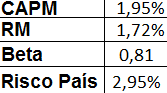 CAPM 1,95%
RM 1,72%
Beta 0,81
Risco País 2,95%